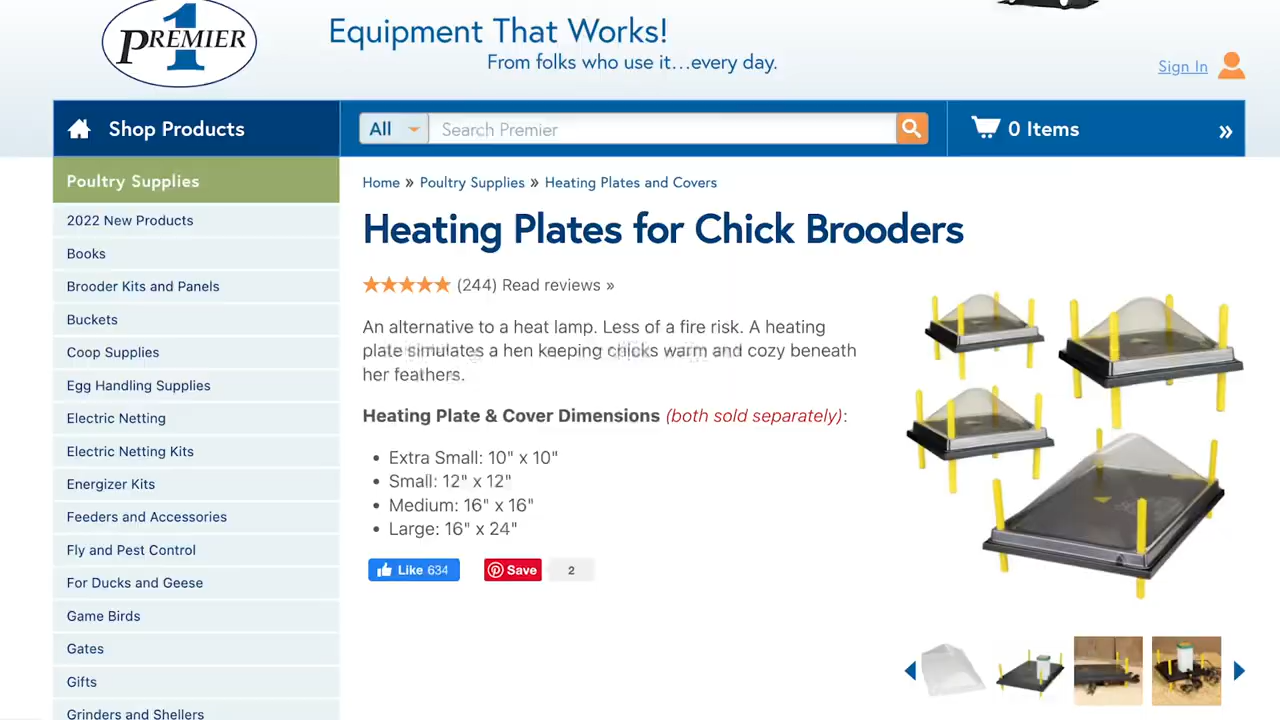 PREMIER
1
Equipment That Works!
From folks who use it...every day.
Sign In
Shop Products
All
Search Premier
0 Items
»
Poultry Supplies
2022 New Products
Books
Brooder Kits and Panels
Buckets
Coop Supplies
Egg Handling Supplies
Electric Netting
Electric Netting Kits
Energizer Kits
Feeders and Accessories
Fly and Pest Control
For Ducks and Geese
Game Birds
Gates
Gifts
Grinders and Shellers
Home » Poultry Supplies » Heating Plates and Covers
Heating Plates for Chick Brooders
(244) Read reviews »
An alternative to a heat lamp. Less of a fire risk. A heating
plate simulates a hen keeping chicks warm and cozy beneath
her feathers.
Heating Plate & Cover Dimensions (both sold separately):
• Extra Small: 10" x 10"
• Small: 12" x 12"
• Medium: 16" x 16"
• Large: 16" x 24"
Like 634
Save
2